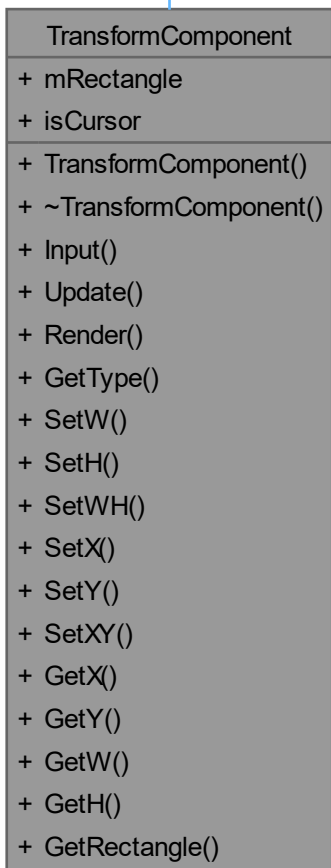 TransformComponent
+ mRectangle
+ isCursor
+ TransformComponent()
+ ~TransformComponent()
+ Input()
+ Update()
+ Render()
+ GetType()
+ SetW()
+ SetH()
+ SetWH()
+ SetX()
+ SetY()
+ SetXY()
+ GetX()
+ GetY()
+ GetW()
+ GetH()
+ GetRectangle()